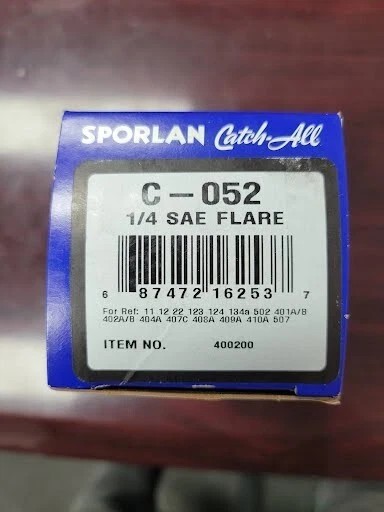 SPORLAN Catch-All
C-052
1/4 SAE FLARE
6 87472 16253 7
For Ref: 11 12 22 123 124 134a 502 401A/B
402A/B 404A 407C 408A 409A 410A 507
ITEM NO. 400200